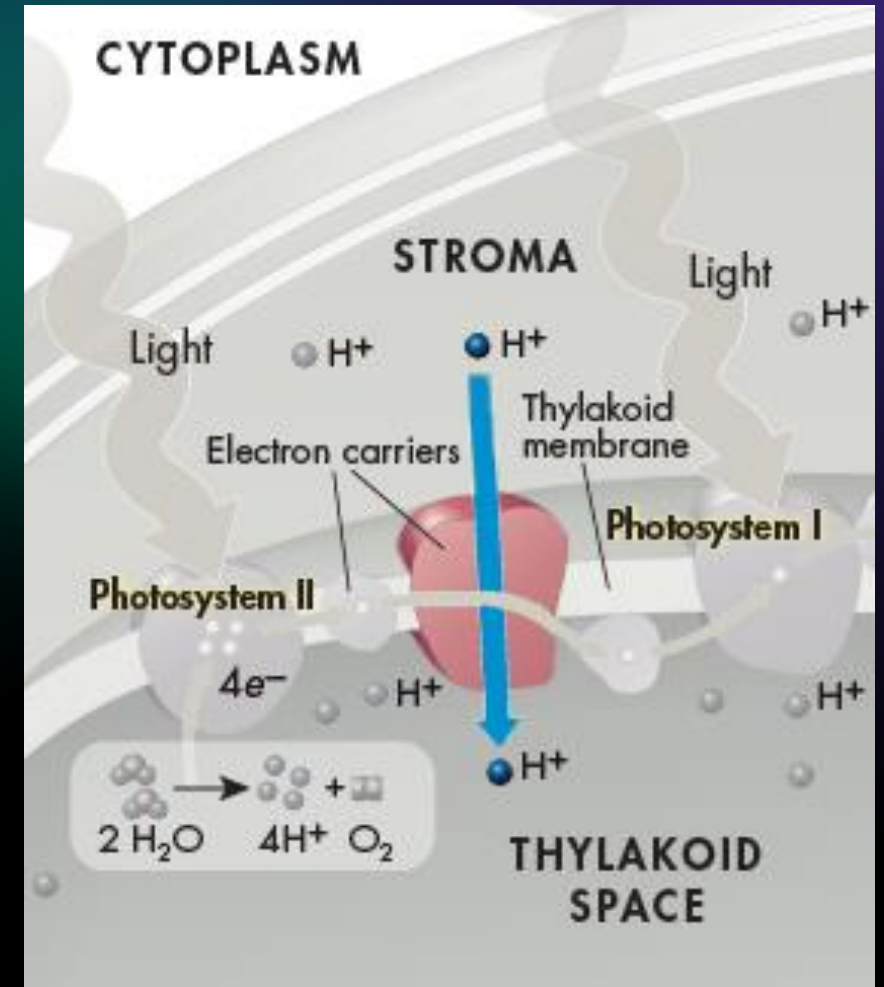 CYTOPLASM
STROMA
Light
H+
Light
H+
H+
Thylakoid
membrane
Electron carriers
Photosystem I
Photosystem II
4e−
H+
H+
H+
2 H₂O 4H+ + O₂
THYLAKOID
SPACE